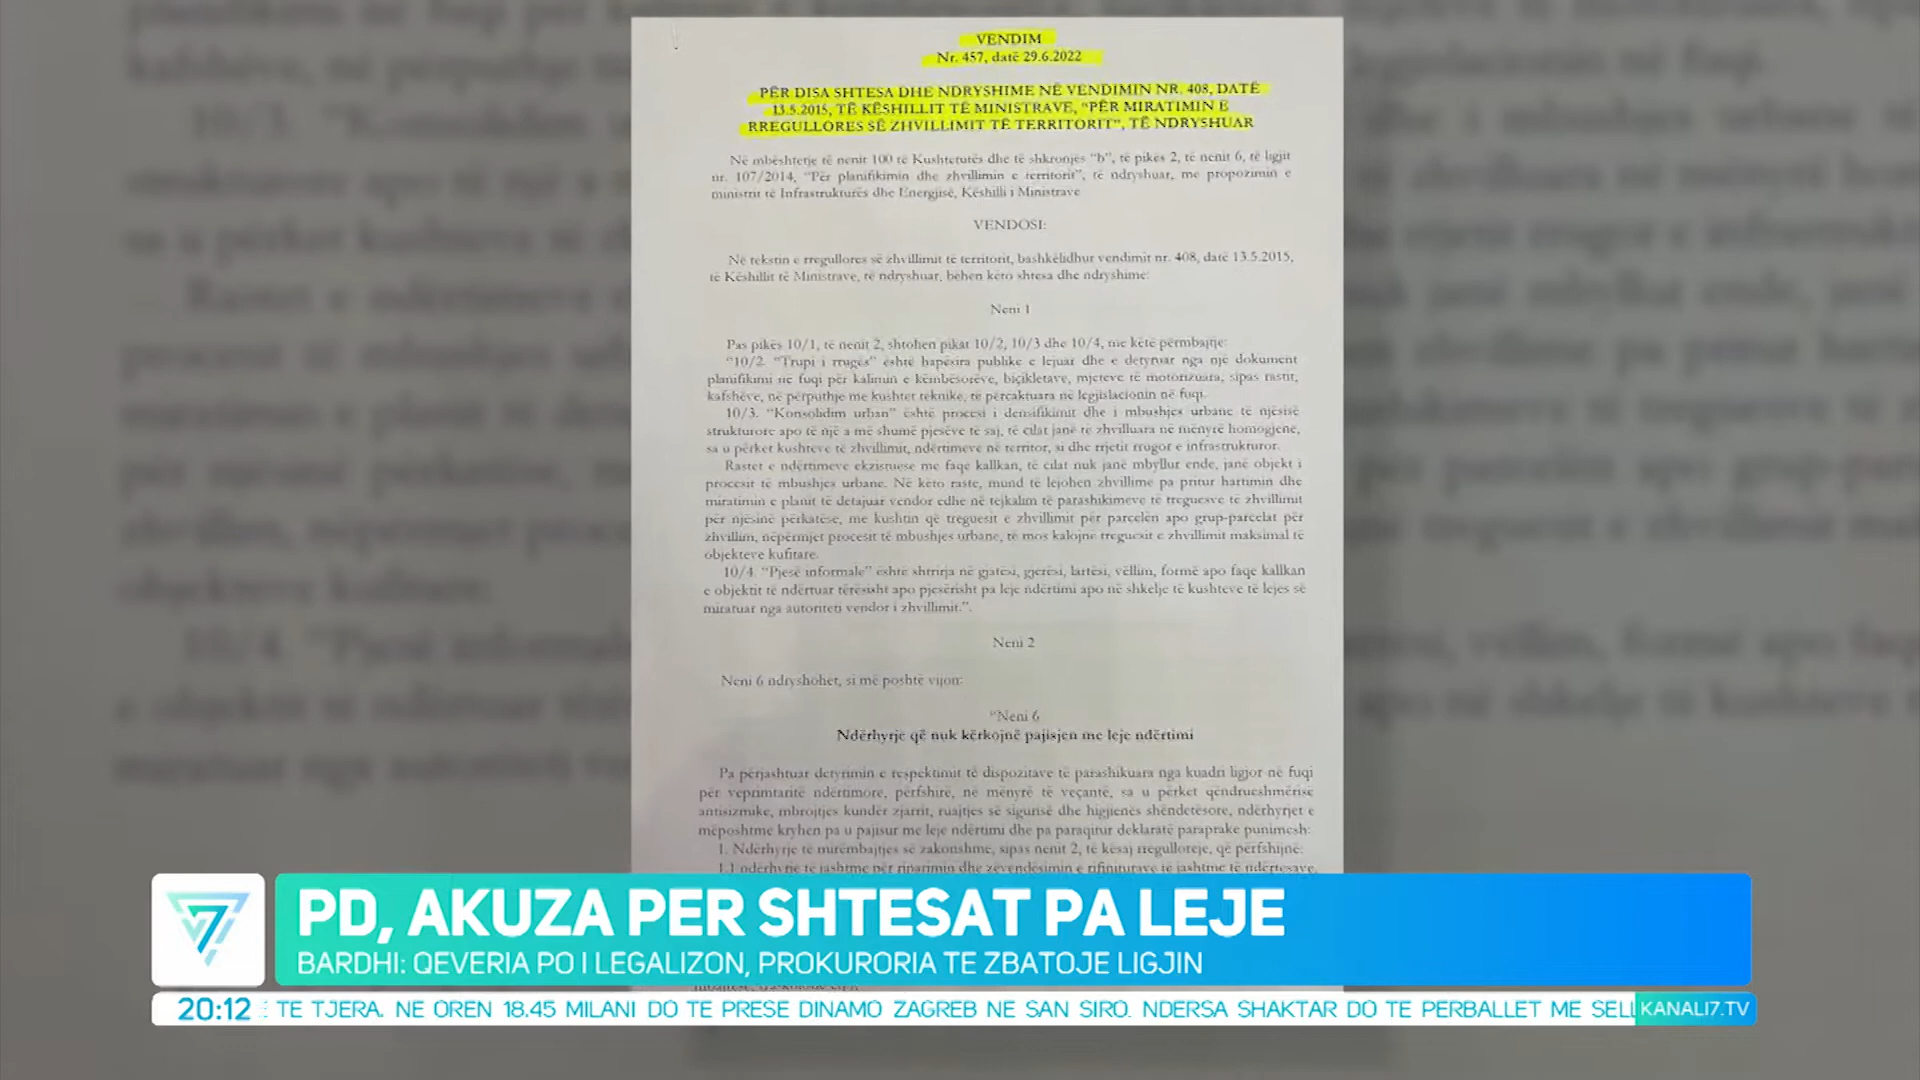 VENDIM
Nr. 457, datë 29.6.2022
PËR DISA SHTESA DHE NDRYSHIME NË VENDIMIN NR. 408, DATË
13.5.2015, TË KËSHILLIT TË MINISTRAVE, "PËR MIRATIMIN E
RREGULLORES SË ZHVILLIMIT TË TERRITORIT", TË NDRYSHUAR
Në mbështetje të nenit 100 të Kushtetutës dhe të shkronjës "b", të pikës 2, të nenit 6, të ligjit
nr. 107/2014, "Për planifikimin dhe zhvillimin e territorit", të ndryshuar, me propozimin e
ministrit të Infrastrukturës dhe Energjisë, Këshilli i Ministrave
VENDOSI:
Në tekstin e rregullores së zhvillimit të territorit, bashkëlidhur vendimit nr. 408, datë 13.5.2015,
të Këshillit të Ministrave, të ndryshuar, bëhen këto shtesa dhe ndryshime:
Neni 1
Pas pikës 10/1, të nenit 2, shtohen pikat 10/2, 10/3 dhe 10/4, me këtë përmbajtje:
"10/2. "Trupi i rrugës" është hapësira publike e lejuar dhe e detyruar nga një dokument
planifikimi në fuqi për kalimin e këmbësorëve, biçikletave, mjeteve të motorizuara, sipas rastit,
kafshëve, në përputhje me kushtet teknike, të përcaktuara në legjislacionin në fuqi.
10/3. "Konsolidim urban" është procesi i densifikimit dhe i mbushjes urbane të njësisë
strukturore apo të një a më shumë pjesëve të saj, të cilat janë të zhvilluara në mënyrë homogjene,
sa u përket kushteve të zhvillimit, ndërtimeve në territor, si dhe rrjetit rrugor e infrastrukturor.
Rastet e ndërtimeve ekzistuese me faqe kallkan, të cilat nuk janë mbyllur ende, janë objekt i
procesit të mbushjes urbane. Në këto raste, mund të lejohen zhvillime pa pritur hartimin dhe
miratimin e planit të detajuar vendor edhe në tejkalim të parashikimeve të treguesve të zhvillimit
për njësinë përkatëse, me kushtin që treguesit e zhvillimit për parcelën apo grup-parcelat për
zhvillim, nëpërmjet procesit të mbushjes urbane, të mos kalojnë treguesit e zhvillimit maksimal të
objekteve kufitare.
10/4. "Pjesë informale" është shtrirja në gjatësi, gjerësi, lartësi, vëllim, formë apo faqe kallkan
e objektit të ndërtuar tërësisht apo pjesërisht pa leje ndërtimi apo në shkelje të kushteve të lejes së
miratuar nga autoriteti vendor i zhvillimit.".
Neni 2
Neni 6 ndryshohet, si më poshtë vijon:
"Neni 6
Ndërhyrje që nuk kërkojnë pajisjen me leje ndërtimi
Pa përjashtuar detyrimin e respektimit të dispozitave të parashikuara nga kuadri ligjor në fuqi
për veprimtaritë ndërtimore, përfshirë, në mënyrë të veçantë, sa u përket qëndrueshmërisë
antisizmike, mbrojtjes kundër zjarrit, ruajtjes së sigurisë dhe higjienës shëndetësore, ndërhyrjet e
mëposhtme kryhen pa u pajisur me leje ndërtimi dhe pa paraqitur deklaratë paraprake punimesh:
1. Ndërhyrje të mirëmbajtjes së zakonshme, sipas nenit 2, të kësaj rregulloreje, që përfshijnë:
1.1 ndërhyrje të jashtme për riparimin dhe zëvendësimin e rifiniturave të jashtme të ndërtesave,
PD, AKUZA PER SHTESAT PA LEJE
BARDHI: QEVERIA PO I LEGALIZON, PROKURORIA TE ZBATOJE LIGJIN
20:12 TE TJERA. NE OREN 18.45 MILANI DO TE PRESE DINAMO ZAGREB NE SAN SIRO. NDERSA SHAKTAR DO TE PERBALLET ME SELL KANALI7.TV